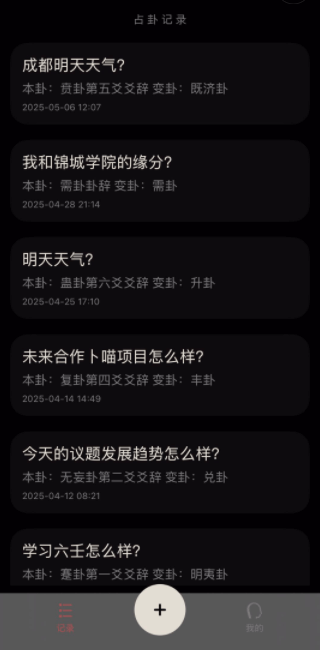 占卦记录
成都明天天气?
本卦：贲卦第五爻爻辞 变卦：既济卦
2025-05-06 12:07
我和锦城学院的缘分?
本卦：需卦卦辞 变卦：需卦
2025-04-28 21:14
明天天气?
本卦：蛊卦第六爻爻辞 变卦：升卦
2025-04-25 17:10
未来合作卜喵项目怎么样?
本卦：复卦第四爻爻辞 变卦：丰卦
2025-04-14 14:49
今天的议题发展趋势怎么样?
本卦：无妄卦第二爻爻辞 变卦：兑卦
2025-04-12 08:21
学习六壬怎么样?
本卦：蹇卦第一爻爻辞 变卦：明夷卦
记录
我的